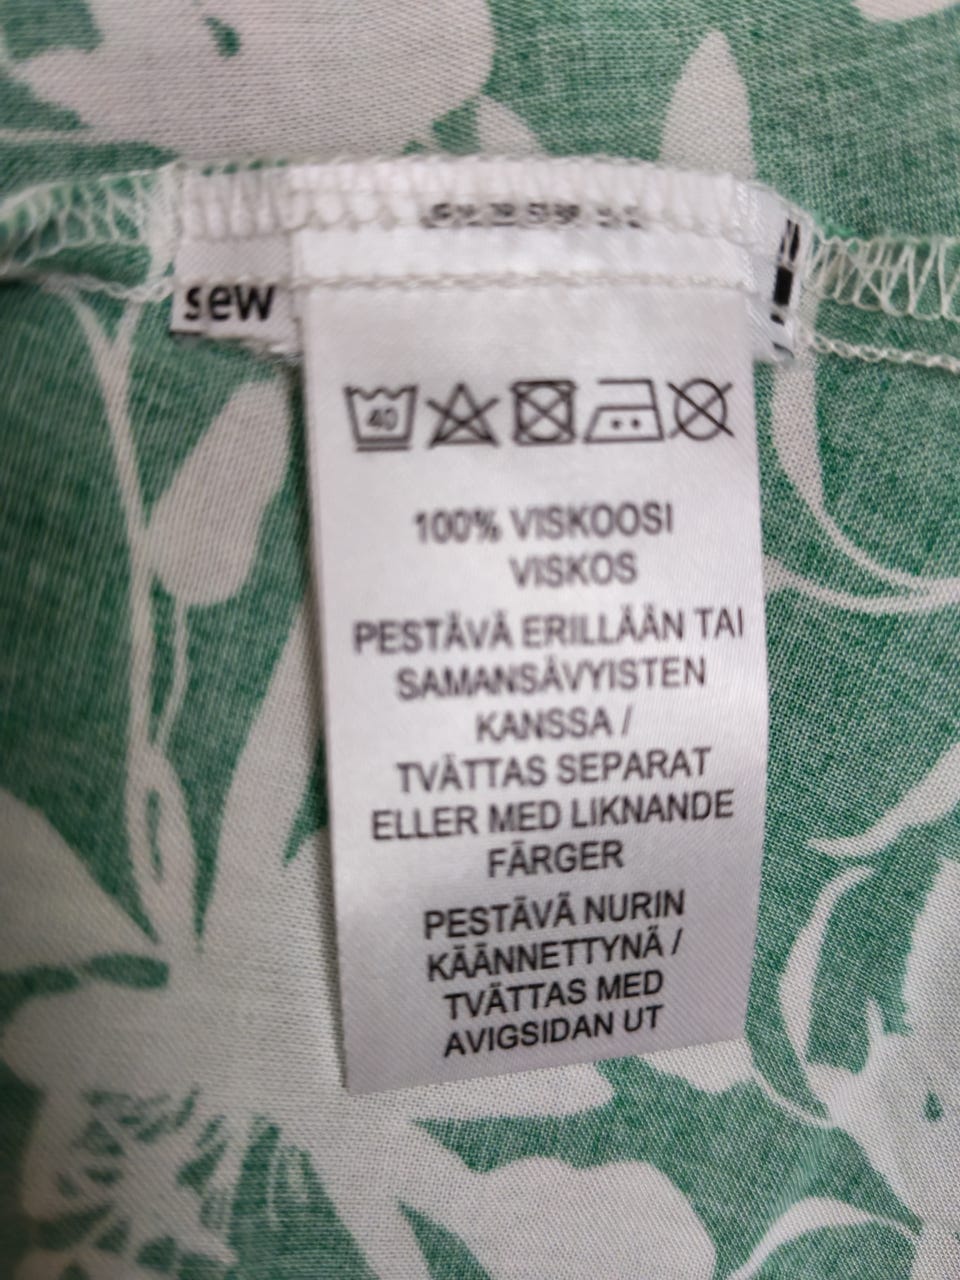 sew
40
100% VISKOOSI
VISKOS
PESTÄVÄ ERILLÄÄN TAI
SAMANSÄVYISTEN
KANSSA /
TVÄTTAS SEPARAT
ELLER MED LIKNANDE
FÄRGER
PESTÄVÄ NURIN
KÄÄNNETTYNÄ /
TVÄTTAS MED
AVIGSIDAN UT